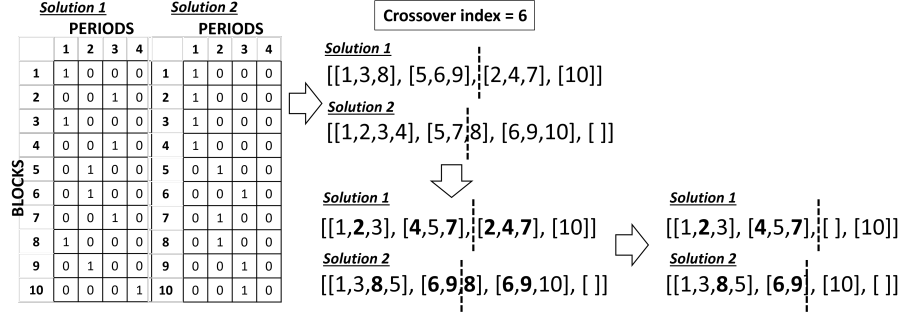 Solution 1
PERIODS
1 2 3 4
1 1 0 0 0
2 0 0 1 0
3 1 0 0 0
4 0 0 1 0
5 0 1 0 0
6 0 1 0 0
7 0 0 1 0
8 1 0 0 0
9 0 1 0 0
10 0 0 0 1
BLOCKS
Solution 2
PERIODS
1 2 3 4
1 1 0 0 0
2 1 0 0 0
3 1 0 0 0
4 1 0 0 0
5 0 1 0 0
6 0 0 1 0
7 0 1 0 0
8 0 1 0 0
9 0 0 1 0
10 0 0 1 0
Crossover index = 6
Solution 1
[[1,3,8], [5,6,9], [2,4,7], [10]]
Solution 2
[[1,2,3,4], [5,7,8], [6,9,10], [ ]]
Solution 1
[[1,2,3], [4,5,7], [2,4,7], [10]]
Solution 2
[[1,3,8,5], [6,9,8], [6,9,10], [ ]]
Solution 1
[[1,2,3], [4,5,7], [ ], [10]]
Solution 2
[[1,3,8,5], [6,9], [10], [ ]]